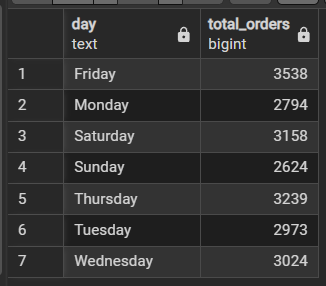 day total_orders
text bigint
1 Friday 3538
2 Monday 2794
3 Saturday 3158
4 Sunday 2624
5 Thursday 3239
6 Tuesday 2973
7 Wednesday 3024